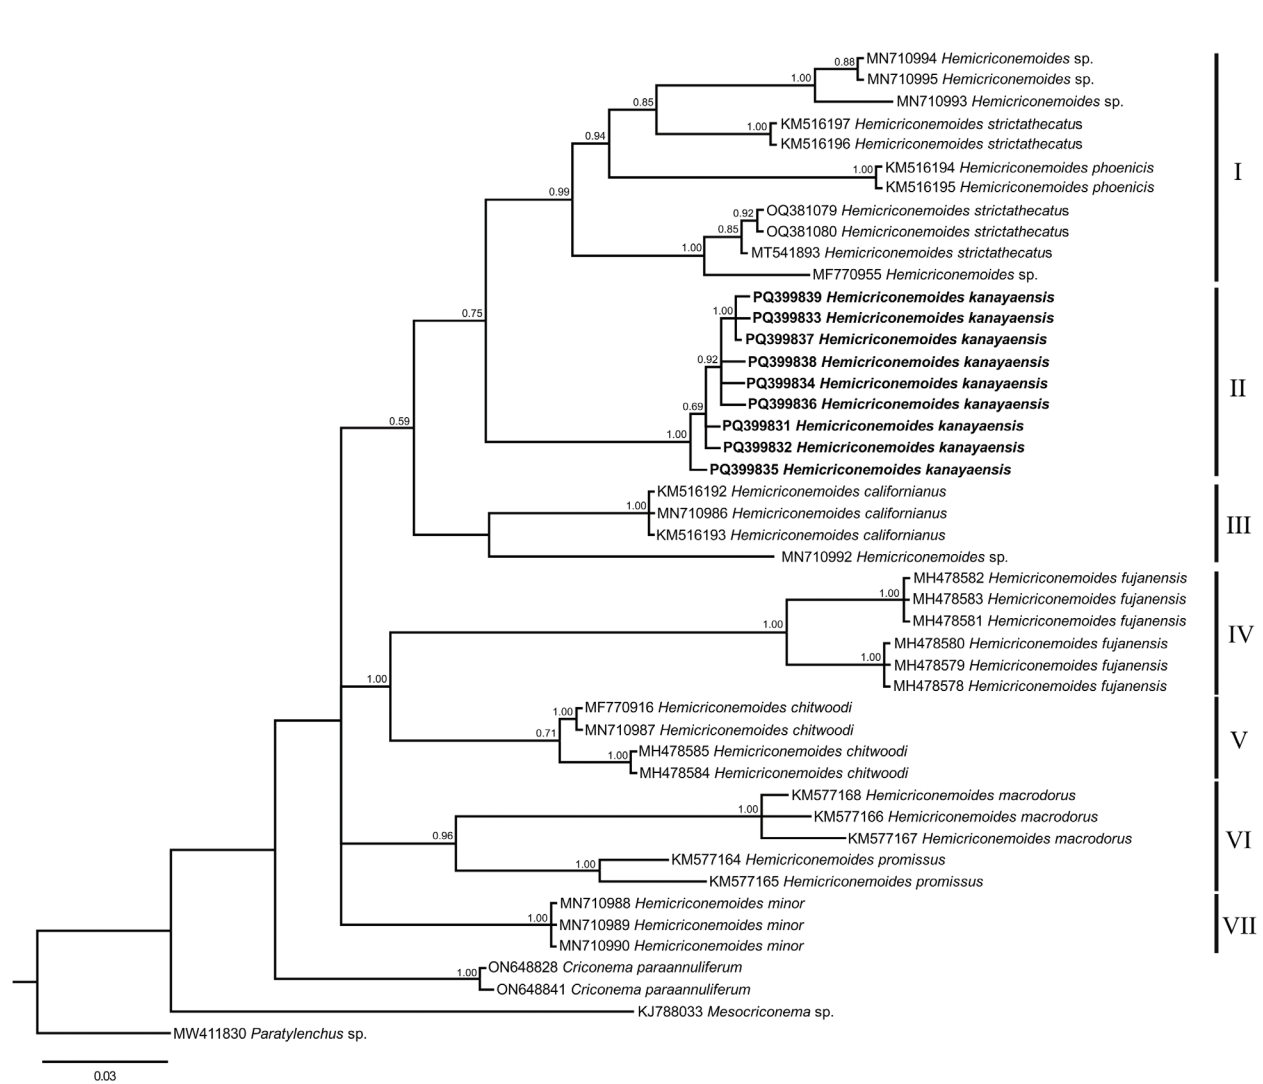 MN710994 Hemicriconemoides sp.
0.88
MN710995 Hemicriconemoides sp.
1.00
MN710993 Hemicriconemoides sp.
0.85
KM516197 Hemicriconemoides strictathecatus
1.00
KM516196 Hemicriconemoides strictathecatus
0.94
KM516194 Hemicriconemoides phoenicis
1.00
KM516195 Hemicriconemoides phoenicis
I
0.99
OQ381079 Hemicriconemoides strictathecatus
0.92
OQ381080 Hemicriconemoides strictathecatus
0.85
MT541893 Hemicriconemoides strictathecatus
1.00
MF770955 Hemicriconemoides sp.
0.75
PQ399839 Hemicriconemoides kanayaensis
1.00
PQ399833 Hemicriconemoides kanayaensis
PQ399837 Hemicriconemoides kanayaensis
0.92
PQ399838 Hemicriconemoides kanayaensis
PQ399834 Hemicriconemoides kanayaensis
II
PQ399836 Hemicriconemoides kanayaensis
0.69
PQ399831 Hemicriconemoides kanayaensis
0.59
1.00
PQ399832 Hemicriconemoides kanayaensis
PQ399835 Hemicriconemoides kanayaensis
KM516192 Hemicriconemoides californianus
1.00
MN710986 Hemicriconemoides californianus
III
KM516193 Hemicriconemoides californianus
MN710992 Hemicriconemoides sp.
MH478582 Hemicriconemoides fujanensis
1.00
MH478583 Hemicriconemoides fujanensis
MH478581 Hemicriconemoides fujanensis
1.00
IV
MH478580 Hemicriconemoides fujanensis
1.00
MH478579 Hemicriconemoides fujanensis
MH478578 Hemicriconemoides fujanensis
1.00
MF770916 Hemicriconemoides chitwoodi
1.00
MN710987 Hemicriconemoides chitwoodi
0.71
V
MH478585 Hemicriconemoides chitwoodi
1.00
MH478584 Hemicriconemoides chitwoodi
KM577168 Hemicriconemoides macrodorus
1.00
KM577166 Hemicriconemoides macrodorus
KM577167 Hemicriconemoides macrodorus
0.96
VI
KM577164 Hemicriconemoides promissus
1.00
KM577165 Hemicriconemoides promissus
MN710988 Hemicriconemoides minor
1.00
MN710989 Hemicriconemoides minor
VII
MN710990 Hemicriconemoides minor
ON648828 Criconema paraannuliferum
1.00
ON648841 Criconema paraannuliferum
KJ788033 Mesocriconema sp.
MW411830 Paratylenchus sp.
0.03